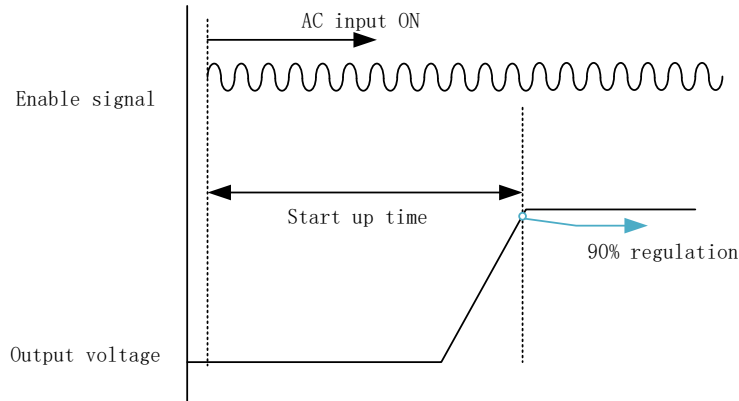 AC input ON
Enable signal
Start up time
90% regulation
Output voltage